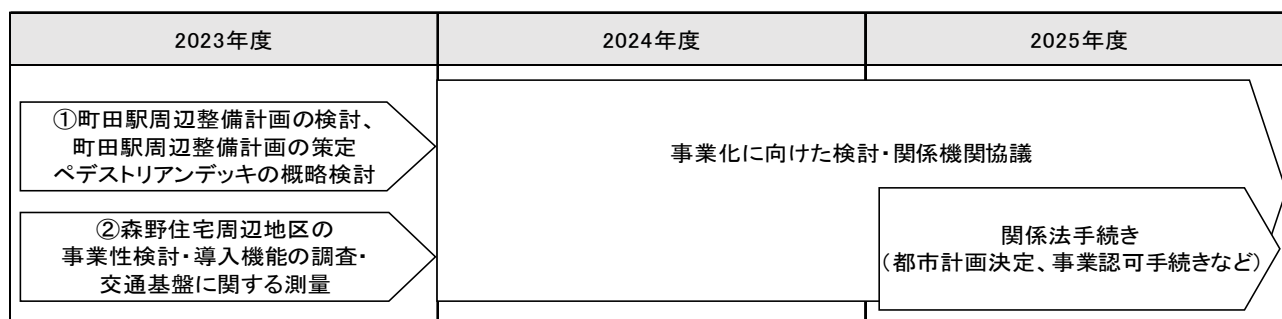 2023年度
2024年度
2025年度
①町田駅周辺整備計画の検討、
町田駅周辺整備計画の策定
ペデストリアンデッキの概略検討
事業化に向けた検討・関係機関協議
②森野住宅周辺地区の
事業性検討・導入機能の調査・
交通基盤に関する測量
関係法手続き
(都市計画決定、事業認可手続きなど)